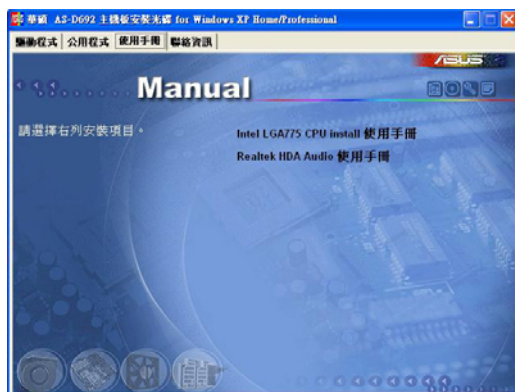 華碩 AS-D692 主機板安裝光碟 for Windows XP Home/Professional
驅動程式 公用程式 使用手冊 聯絡資訊
ASUS
Manual
請選擇右列安裝項目。
Intel LGA775 CPU install 使用手冊
Realtek HDA Audio 使用手冊